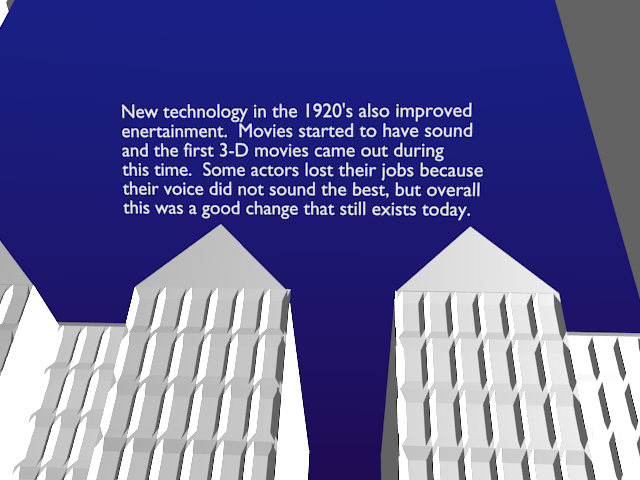 New technology in the 1920's also improved
enertainment.  Movies started to have sound
and the first 3-D movies came out during
this time.  Some actors lost their jobs because
their voice did not sound the best, but overall
this was a good change that still exists today.